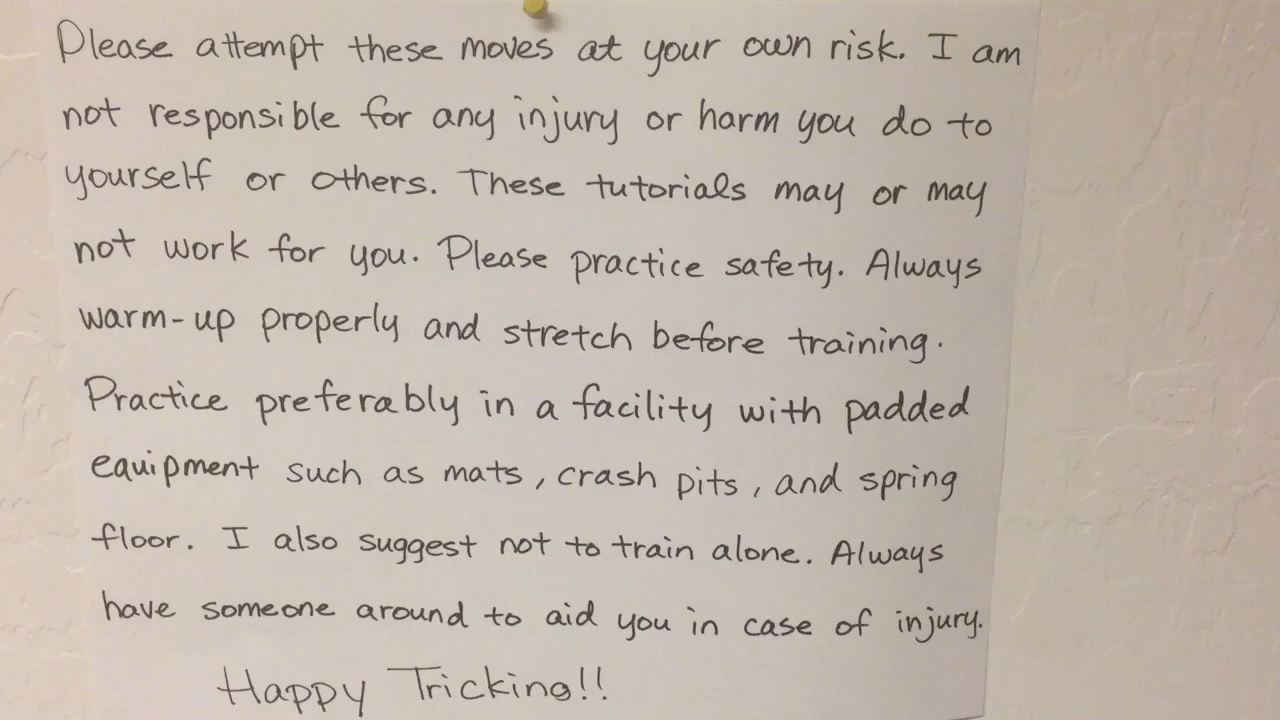 Please attempt these moves at your own risk. I am
not responsible for any injury or harm you do to
yourself or others. These tutorials may or may
not work for you. Please practice safety. Always
warm-up properly and stretch before training.
Practice preferably in a facility with padded
equipment such as mats, crash pits, and spring
floor. I also suggest not to train alone. Always
have someone around to aid you in case of injury.
Happy Tricking!!